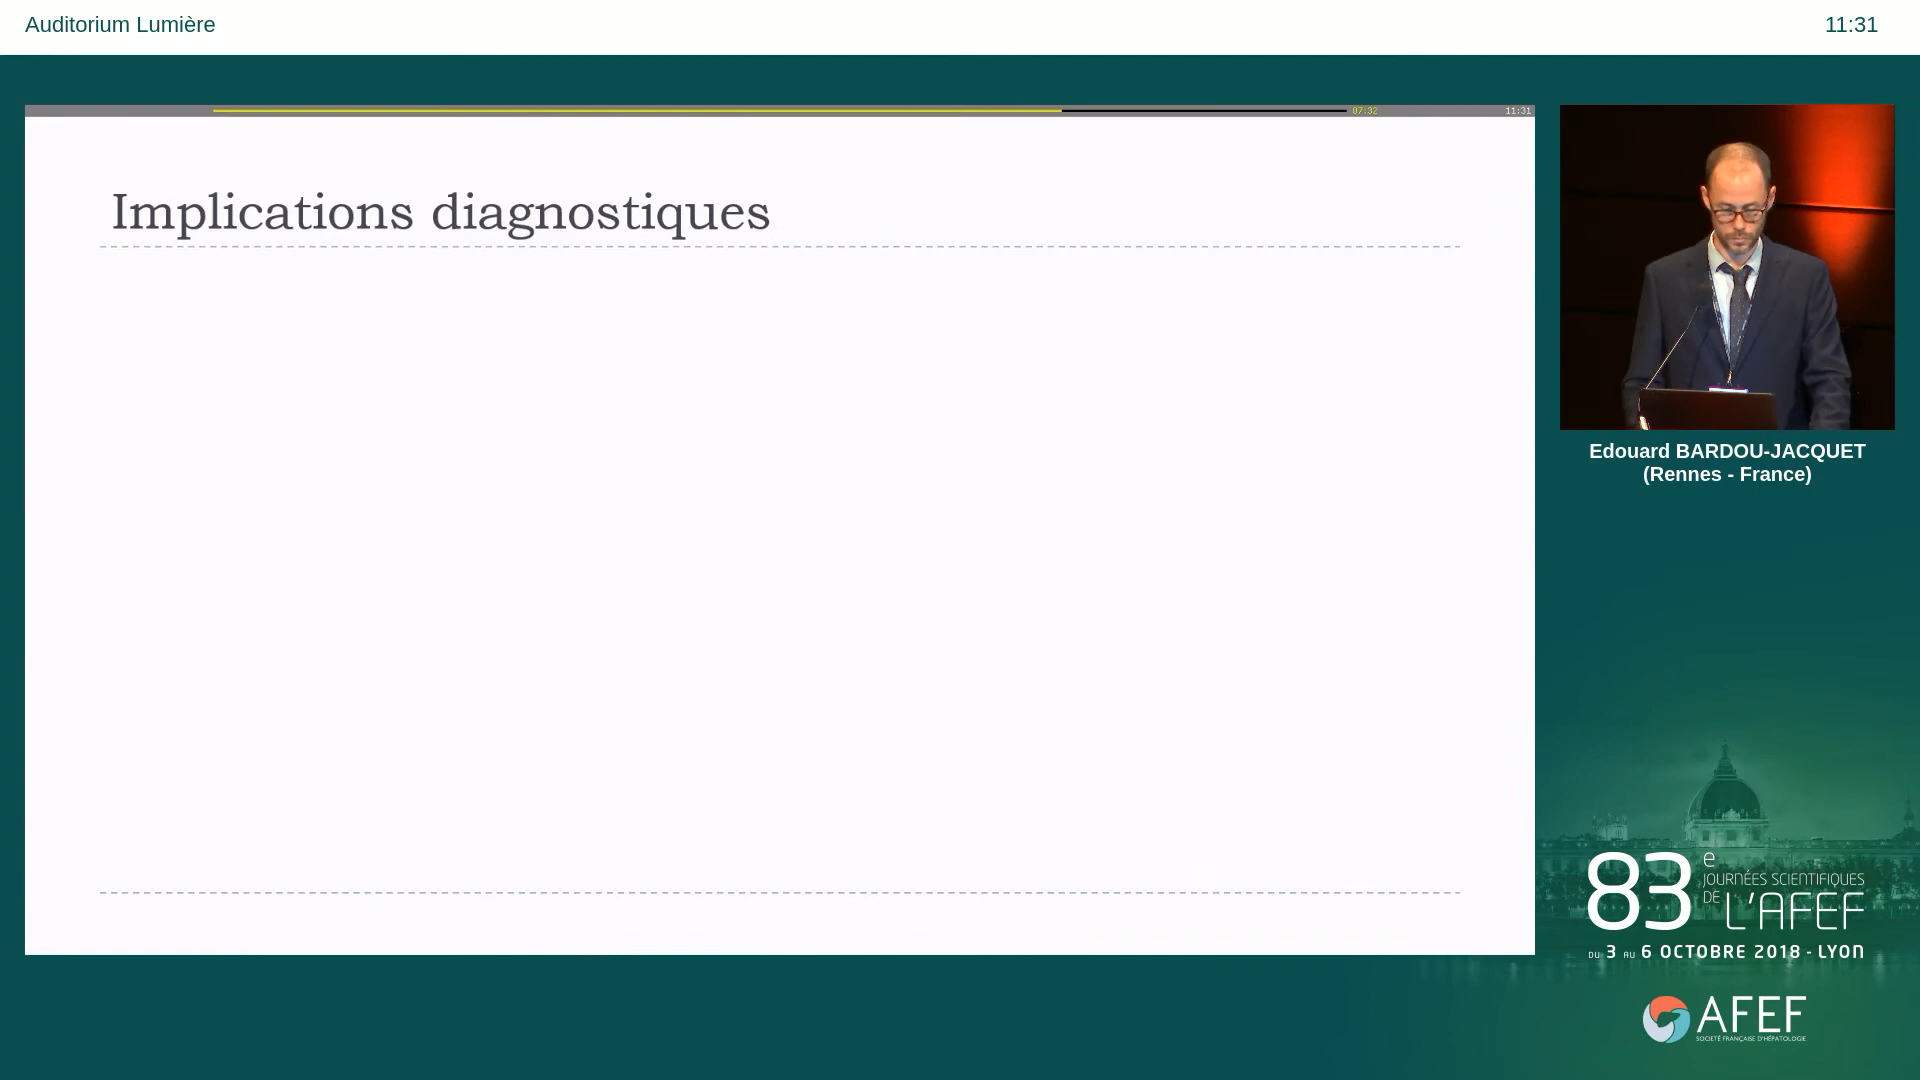 Auditorium Lumière
11:31
07:32
11:31
Implications diagnostiques
Edouard BARDOU-JACQUET
(Rennes - France)
83e
JOURNÉES SCIENTIFIQUES
DE L'AFEF
DU 3 AU 6 OCTOBRE 2018 - LYON
AFEF
SOCIÉTÉ FRANÇAISE D'HÉPATOLOGIE